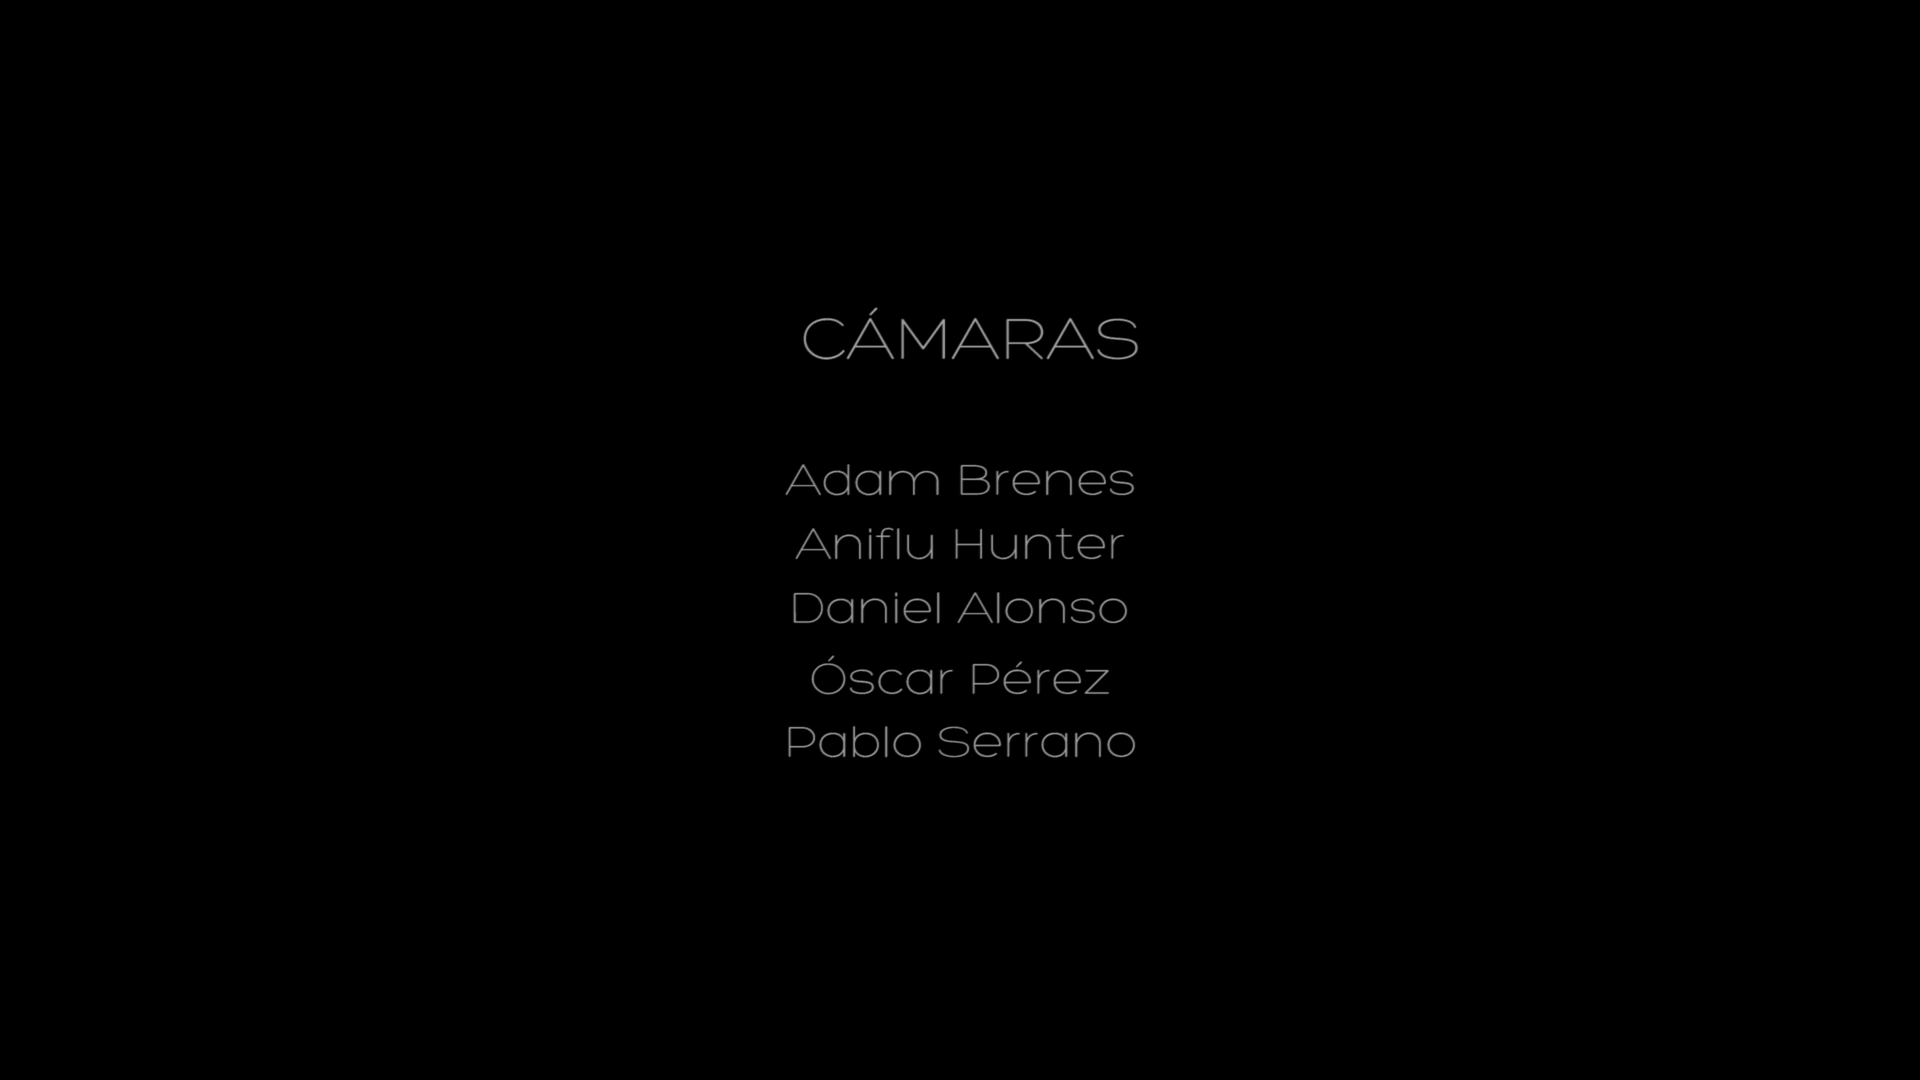 CÁMARAS
Adam Brenes
Aniflu Hunter
Daniel Alonso
Óscar Pérez
Pablo Serrano